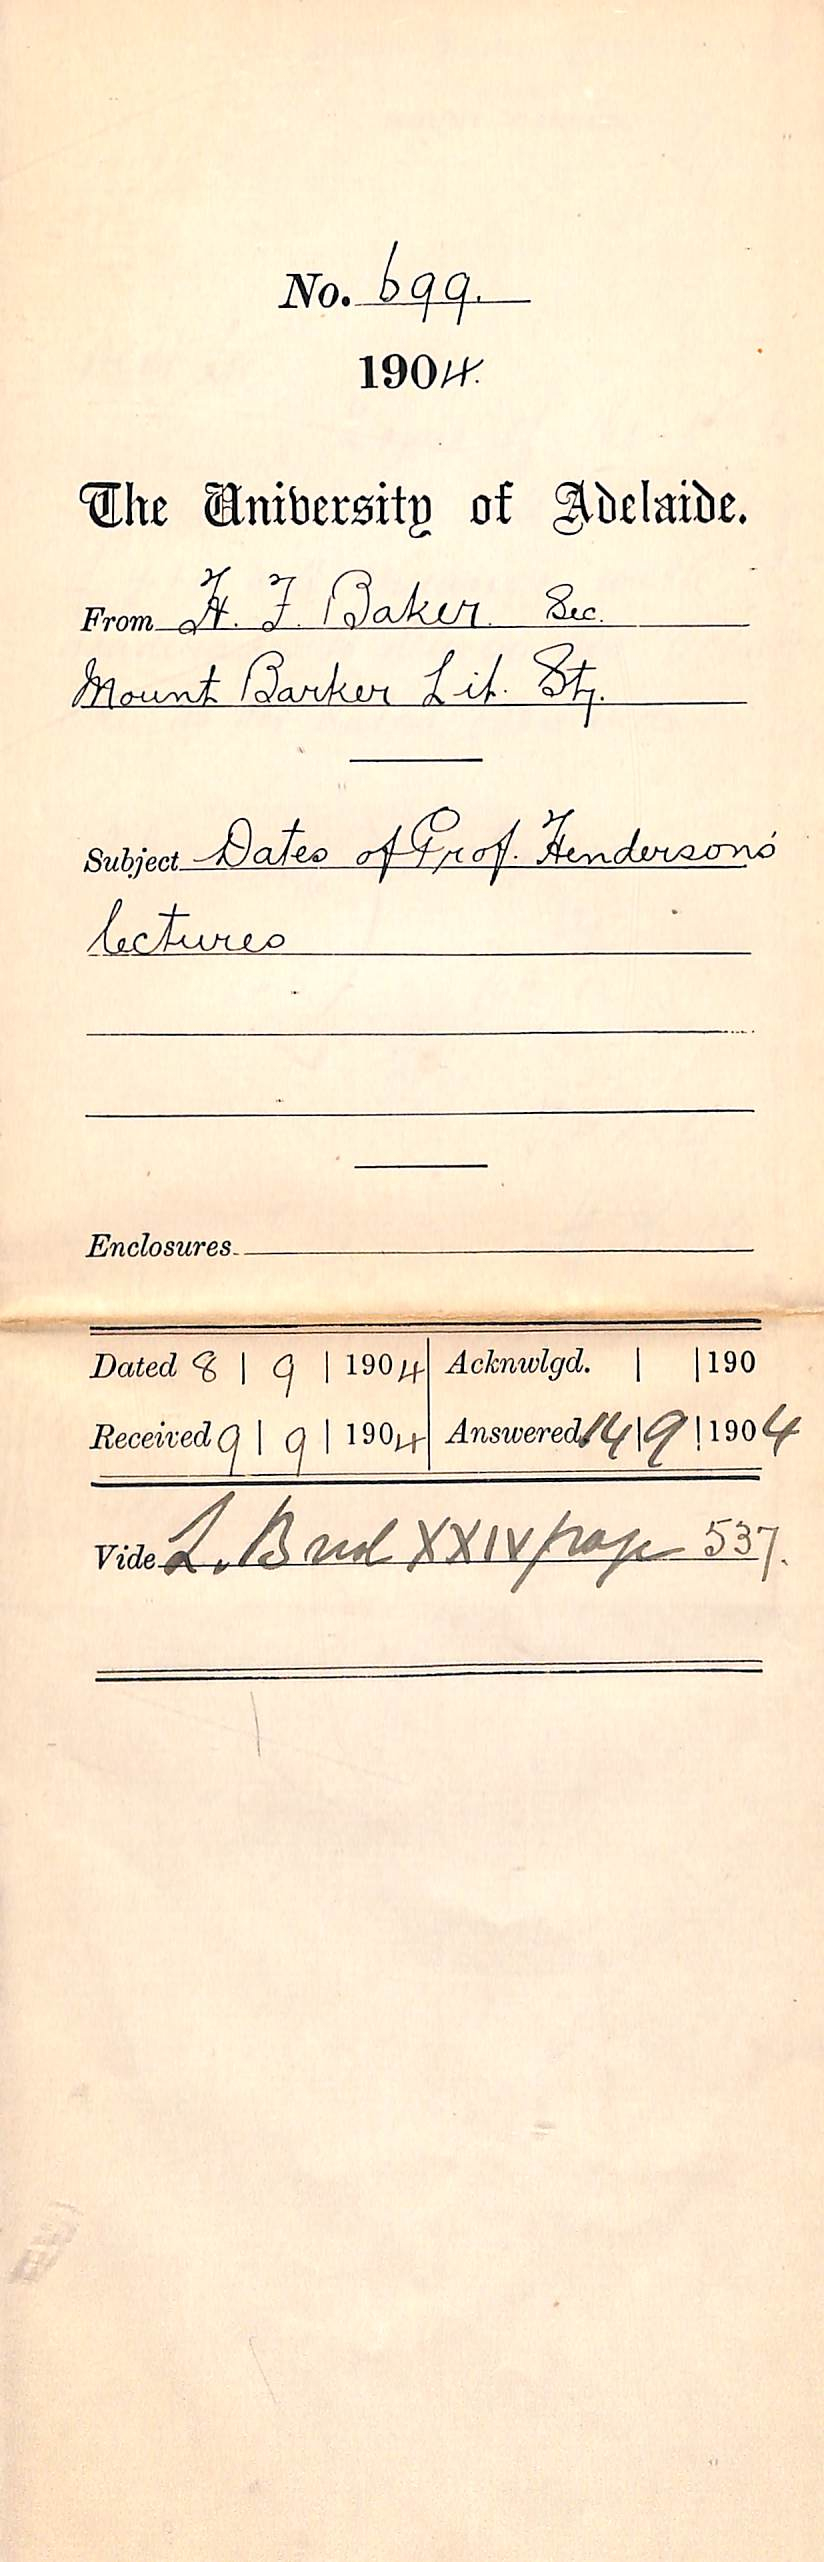 No. 699.
1904.
The University of Adelaide.
From H. F. Baker. Sec.
Mount Barker Lit. Sty.
Subject Dates of Prof. Henderson's
lectures
Enclosures
Dated 8 | 9 | 1904 Acknwlgd. | | 190
Received 9 | 9 | 1904 Answered 14 | 9 | 1904
Vide L. B vol XXIV page 537.